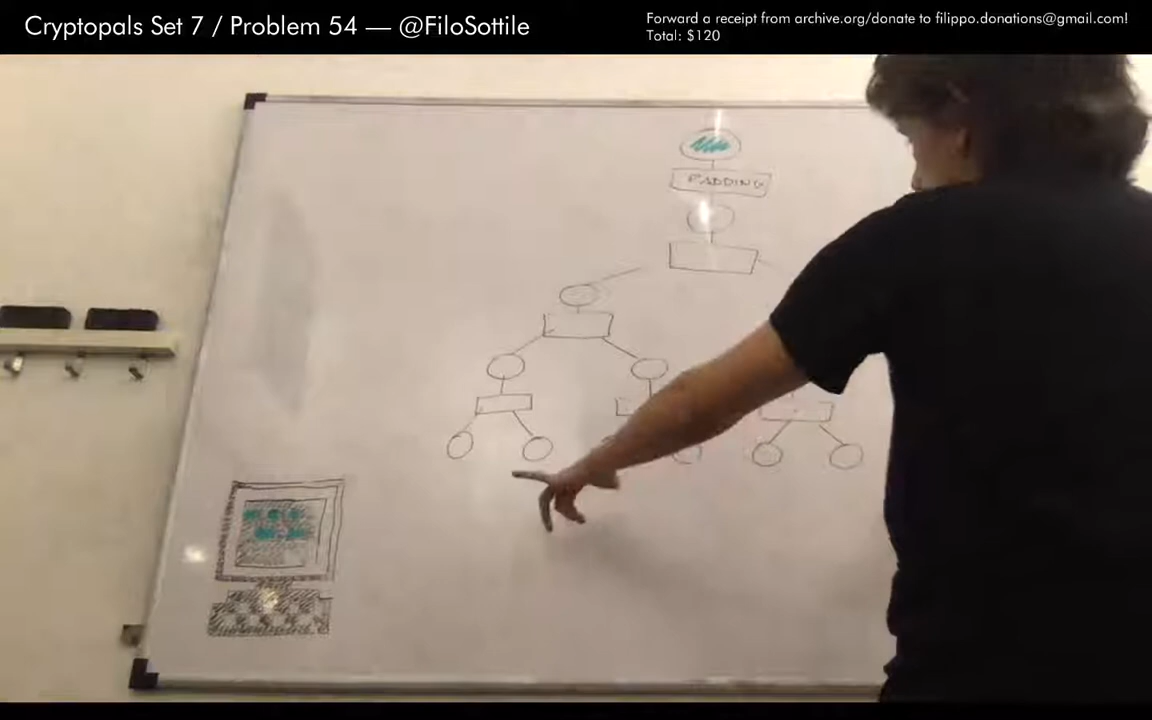 Cryptopals Set 7 / Problem 54 — @FiloSottile
Forward a receipt from archive.org/donate to filippo.donations@gmail.com!
Total: $120
PADDING